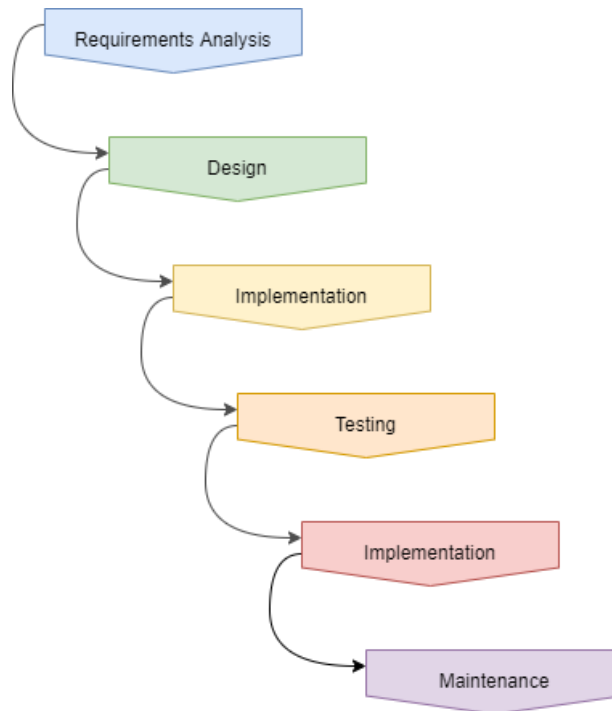 Requirements Analysis
Design
Implementation
Testing
Implementation
Maintenance